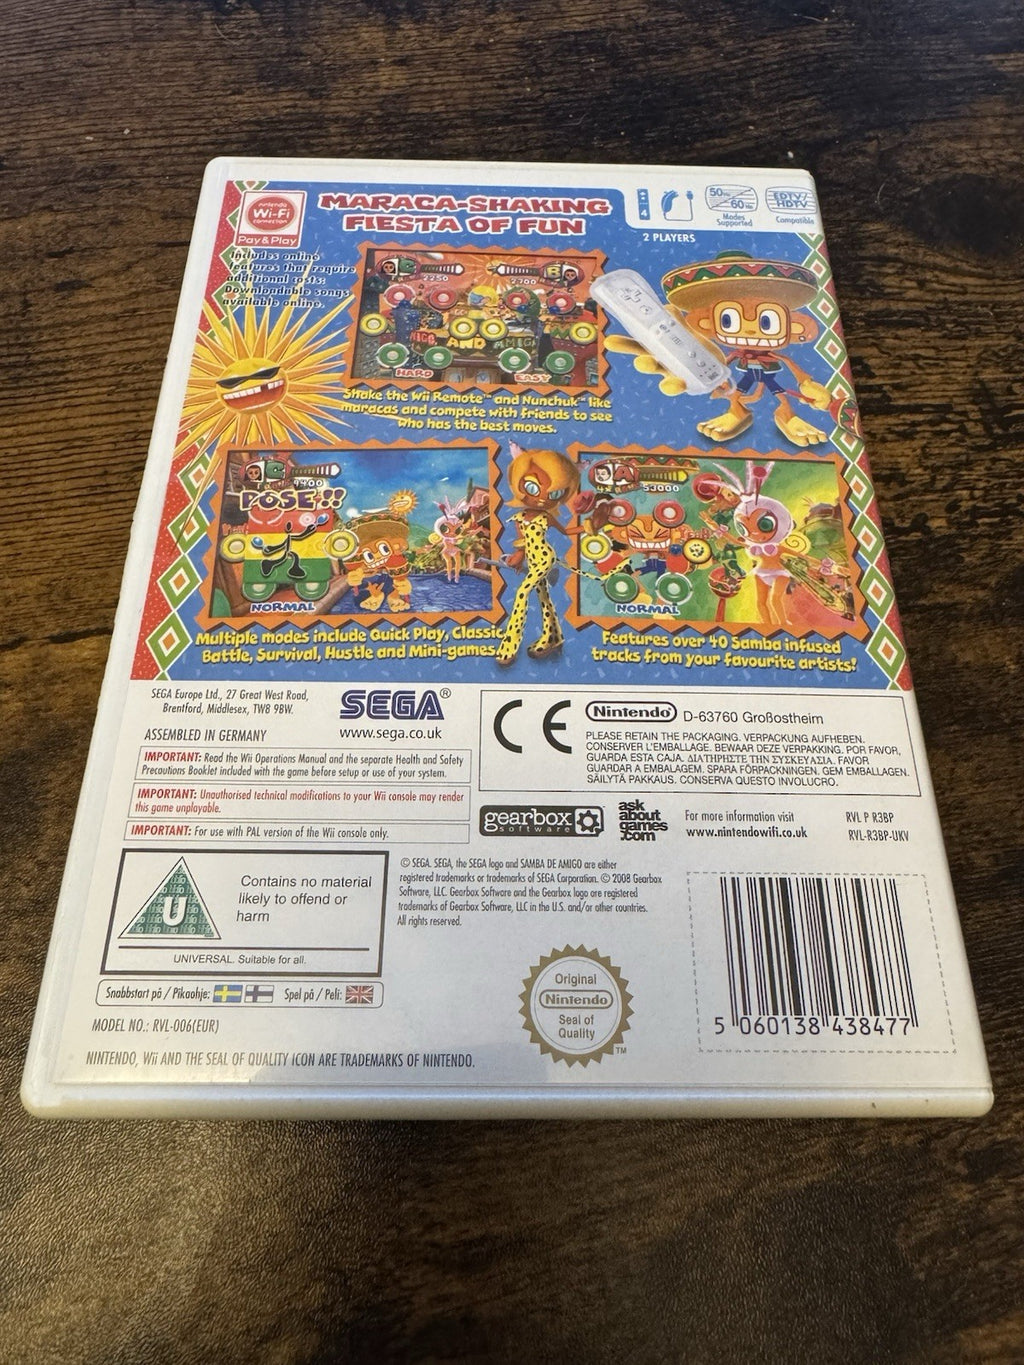 Nintendo
Wi-Fi
connection
Pay & Play
Includes online
features that require
additional costs:
Downloadable songs
available online.
MARACA-SHAKING
FIESTA OF FUN
4
2 PLAYERS
50Hz
60Hz
Modes
Supported
EDTV/
HDTV
Compatible
E
2250
B
2700
AND
HARD
EASY
Shake the Wii Remote™ and Nunchuk™ like
maracas and compete with friends to see
who has the best moves.
E
4400
POSE!!
NORMAL
A
53000
NORMAL
Multiple modes include Quick Play, Classic,
Battle, Survival, Hustle and Mini-games.
Features over 40 Samba infused
tracks from your favourite artists!
SEGA Europe Ltd., 27 Great West Road,
Brentford, Middlesex, TW8 9BW.
ASSEMBLED IN GERMANY
SEGA®
www.sega.co.uk
IMPORTANT: Read the Wii Operations Manual and the separate Health and Safety
Precautions Booklet included with the game before setup or use of your system.
IMPORTANT: Unauthorised technical modifications to your Wii console may render
this game unplayable.
IMPORTANT: For use with PAL version of the Wii console only.
CE
Nintendo® D-63760 Großostheim
PLEASE RETAIN THE PACKAGING. VERPACKUNG AUFHEBEN.
CONSERVER L'EMBALLAGE. BEWAAR DEZE VERPAKKING. POR FAVOR,
GUARDA ESTA CAJA. ΔΙΑΤΗΡΗΣΤΕ ΤΗΝ ΣΥΣΚΕΥΑΣΙΑ. FAVOR
GUARDAR A EMBALAGEM. SPARA FÖRPACKNINGEN. GEM EMBALLAGEN.
SÄILYTÄ PAKKAUS. CONSERVA QUESTO INVOLUCRO.
gearbox
software
ask
about
games
.com
For more information visit
www.nintendowifi.co.uk
RVL P R3BP
RVL-R3BP-UKV
U
Contains no material
likely to offend or
harm
UNIVERSAL. Suitable for all.
© SEGA. SEGA, the SEGA logo and SAMBA DE AMIGO are either
registered trademarks or trademarks of SEGA Corporation. © 2008 Gearbox
Software, LLC. Gearbox Software and the Gearbox logo are registered
trademarks of Gearbox Software, LLC in the U.S. and/or other countries.
All rights reserved.
Snabbstart på / Pikaohje:
Spel på / Peli:
MODEL NO.: RVL-006(EUR)
Original
Nintendo
Seal of
Quality
TM
5 060138 438477
NINTENDO, Wii AND THE SEAL OF QUALITY ICON ARE TRADEMARKS OF NINTENDO.